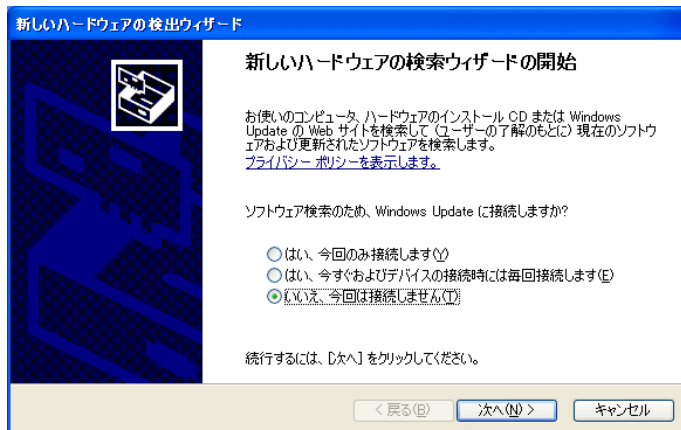 新しいハードウェアの検出ウィザード
新しいハードウェアの検索ウィザードの開始
お使いのコンピュータ、ハードウェアのインストール CD または Windows
Update の Web サイトを検索して (ユーザーの了解のもとに) 現在のソフトウ
ェアおよび更新されたソフトウェアを検索します。
プライバシー ポリシーを表示します。
ソフトウェア検索のため、Windows Update に接続しますか?
はい、今回のみ接続します(Y)
はい、今すぐおよびデバイスの接続時には毎回接続します(E)
いいえ、今回は接続しません(T)
続行するには、[次へ] をクリックしてください。
< 戻る(B) 次へ(N) > キャンセル